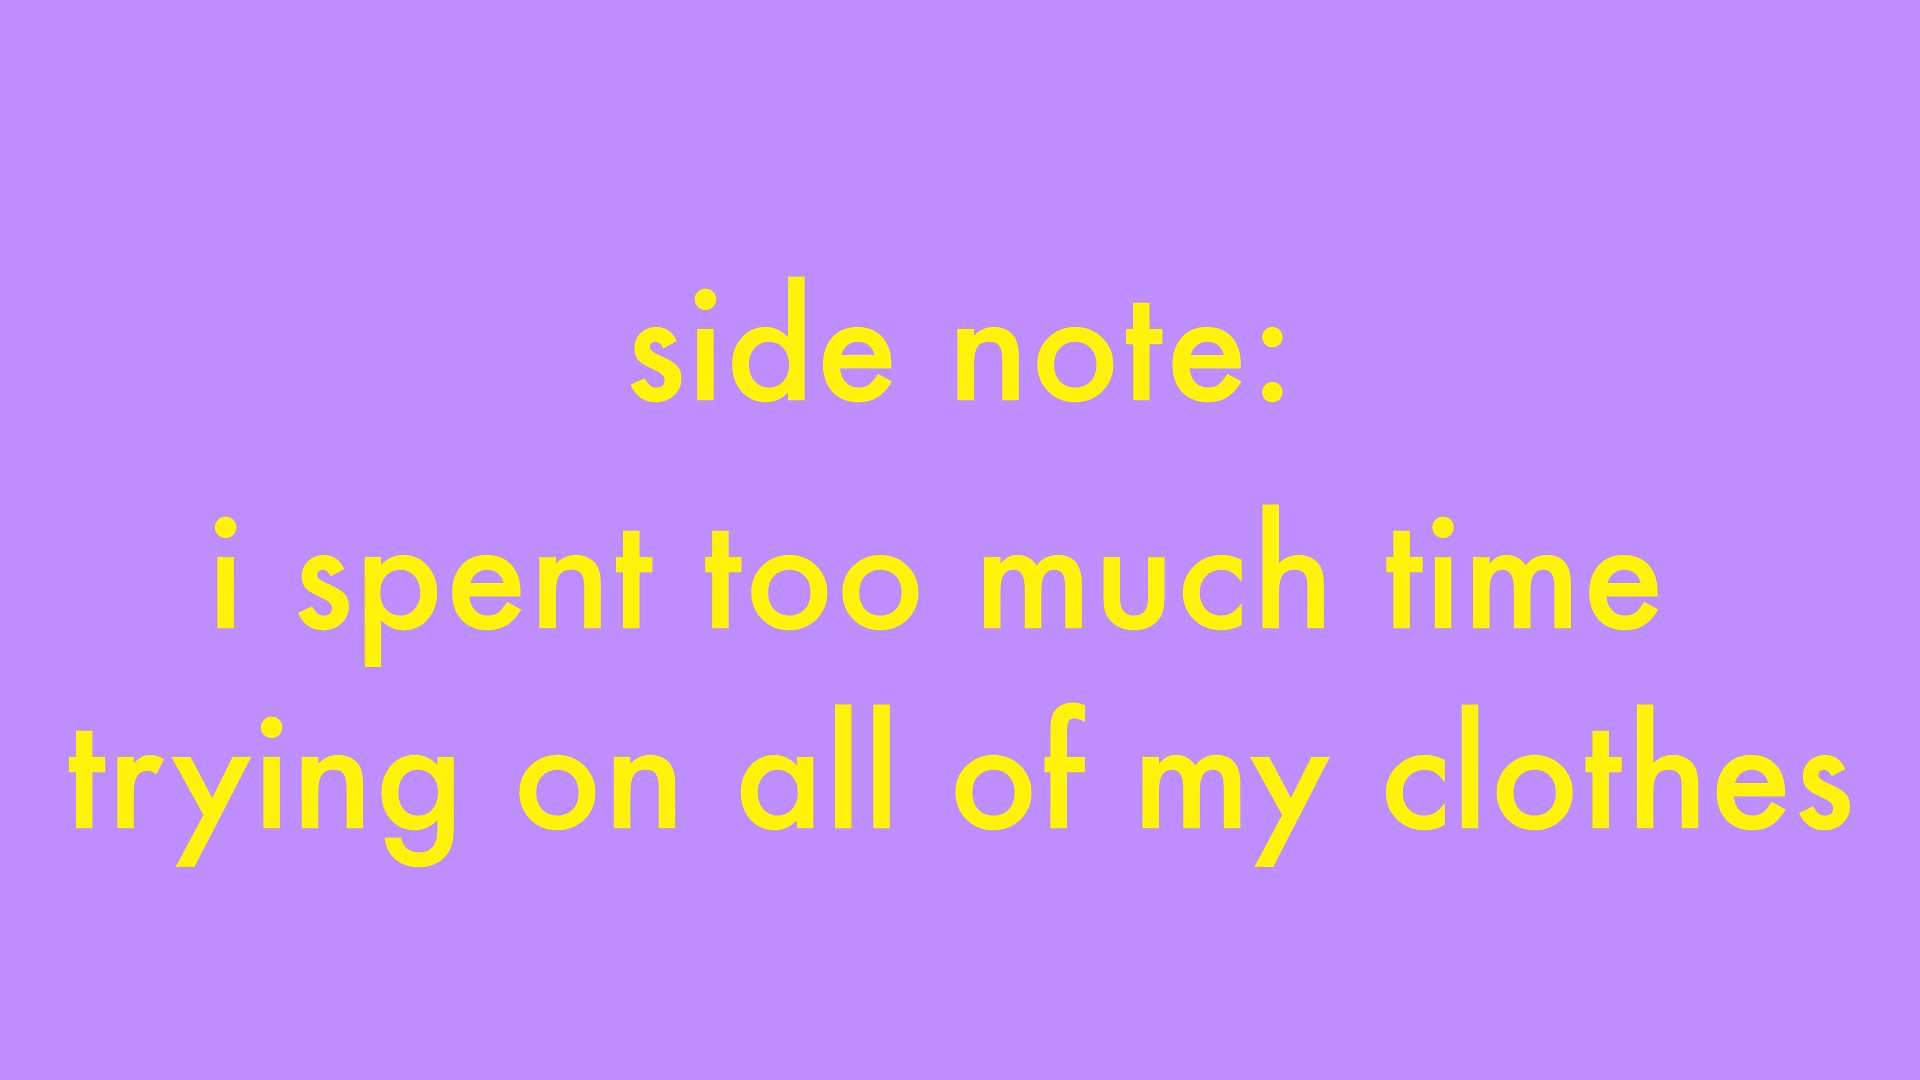 side note:
i spent too much time
trying on all of my clothes